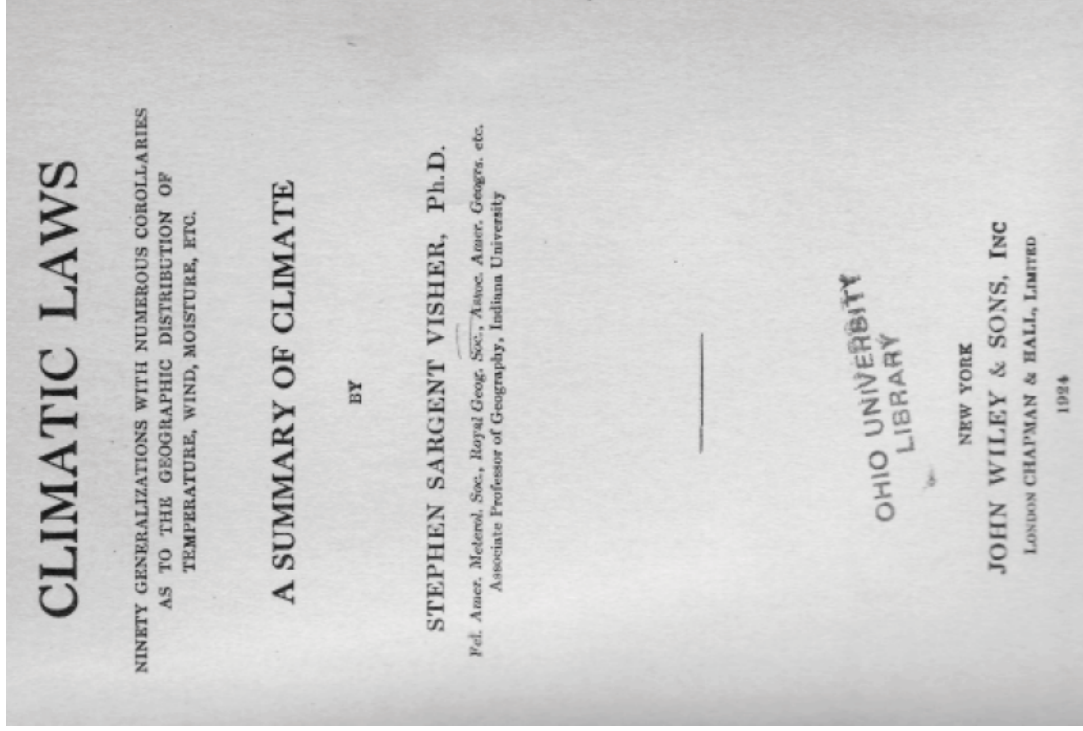 CLIMATIC LAWS
NINETY GENERALIZATIONS WITH NUMEROUS COROLLARIES
AS TO THE GEOGRAPHIC DISTRIBUTION OF
TEMPERATURE, WIND, MOISTURE, ETC.
A SUMMARY OF CLIMATE
BY
STEPHEN SARGENT VISHER, Ph.D.
Fel. Amer. Meterol. Soc., Royal Geog. Soc., Assoc. Amer. Geogrs. etc.
Associate Professor of Geography, Indiana University
OHIO UNIVERSITY
LIBRARY
NEW YORK
JOHN WILEY & SONS, INC
LONDON CHAPMAN & HALL, LIMITED
1924